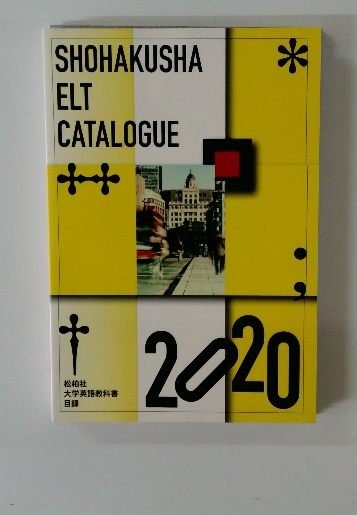 SHOHAKUSHA
ELT
CATALOGUE
*
‡
;
†
2020
松柏社
大学英語教科書
目録